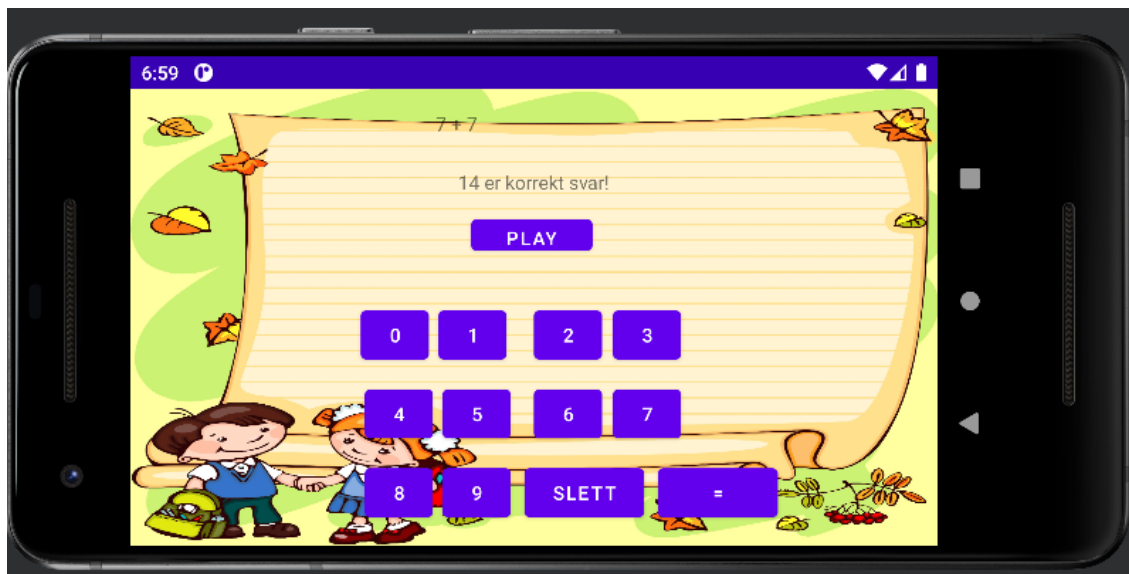 6:59
7 + 7
14 er korrekt svar!
PLAY
0 1 2 3
4 5 6 7
8 9 SLETT =